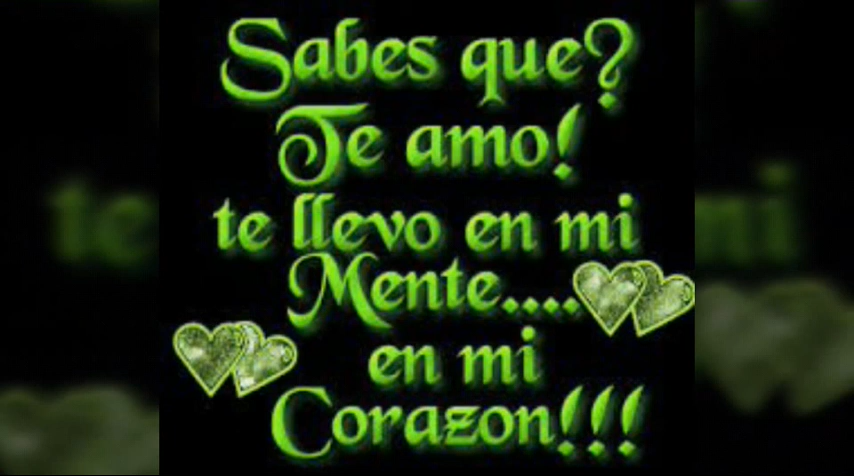 Sabes que?
Te amo!
te llevo en mi
Mente....
en mi
Corazon!!!